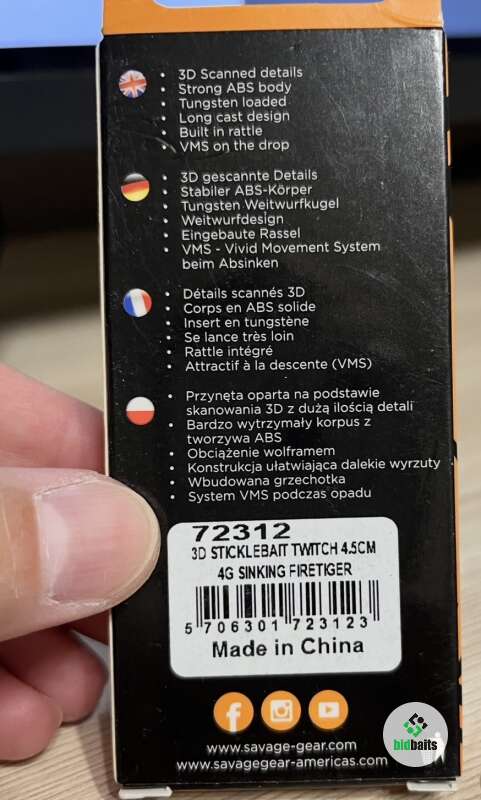 • 3D Scanned details
• Strong ABS body
• Tungsten loaded
• Long cast design
• Built in rattle
• VMS on the drop
• 3D gescannte Details
• Stabiler ABS-Körper
• Tungsten Weitwurfkugel
• Weitwurfdesign
• Eingebaute Rassel
• VMS - Vivid Movement System
beim Absinken
• Détails scannés 3D
• Corps en ABS solide
• Insert en tungstène
• Se lance très loin
• Rattle intégré
• Attractif à la descente (VMS)
• Przynęta oparta na podstawie
skanowania 3D z dużą ilością detali
• Bardzo wytrzymały korpus z
tworzywa ABS
• Obciążenie wolframem
• Konstrukcja ułatwiająca dalekie wyrzuty
• Wbudowana grzechotka
• System VMS podczas opadu
72312
3D STICKLEBAIT TWITCH 4.5CM
4G SINKING FIRETIGER
5 706301 723123
Made in China
www.savage-gear.com
www.savagegear-americas.com
bidbaits